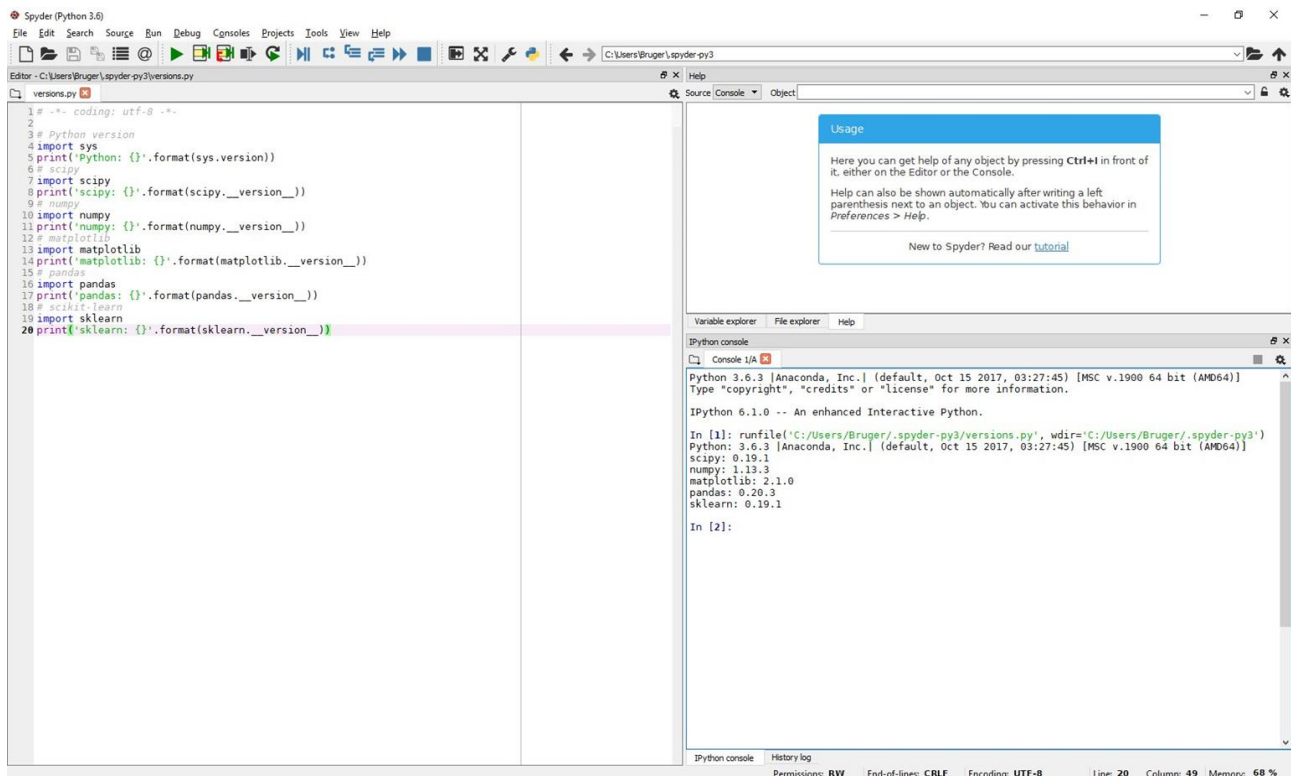 Spyder (Python 3.6)
File Edit Search Source Run Debug Consoles Projects Tools View Help
C:\Users\Bruger\.spyder-py3
Editor - C:\Users\Bruger\.spyder-py3\versions.py
versions.py
1 # -*- coding: utf-8 -*-
2
3 # Python version
4 import sys
5 print('Python: {}'.format(sys.version))
6 # scipy
7 import scipy
8 print('scipy: {}'.format(scipy.__version__))
9 # numpy
10 import numpy
11 print('numpy: {}'.format(numpy.__version__))
12 # matplotlib
13 import matplotlib
14 print('matplotlib: {}'.format(matplotlib.__version__))
15 # pandas
16 import pandas
17 print('pandas: {}'.format(pandas.__version__))
18 # scikit-learn
19 import sklearn
20 print('sklearn: {}'.format(sklearn.__version__))
Help
Source Console Object
Usage
Here you can get help of any object by pressing Ctrl+I in front of
it, either on the Editor or the Console.
Help can also be shown automatically after writing a left
parenthesis next to an object. You can activate this behavior in
Preferences > Help.
New to Spyder? Read our tutorial
Variable explorer File explorer Help
IPython console
Console 1/A
Python 3.6.3 |Anaconda, Inc.| (default, Oct 15 2017, 03:27:45) [MSC v.1900 64 bit (AMD64)]
Type "copyright", "credits" or "license" for more information.
IPython 6.1.0 -- An enhanced Interactive Python.
In [1]: runfile('C:/Users/Bruger/.spyder-py3/versions.py', wdir='C:/Users/Bruger/.spyder-py3')
Python: 3.6.3 |Anaconda, Inc.| (default, Oct 15 2017, 03:27:45) [MSC v.1900 64 bit (AMD64)]
scipy: 0.19.1
numpy: 1.13.3
matplotlib: 2.1.0
pandas: 0.20.3
sklearn: 0.19.1
In [2]:
IPython console History log
Permissions: RW End-of-lines: CRLF Encoding: UTF-8 Line: 20 Column: 49 Memory: 68 %